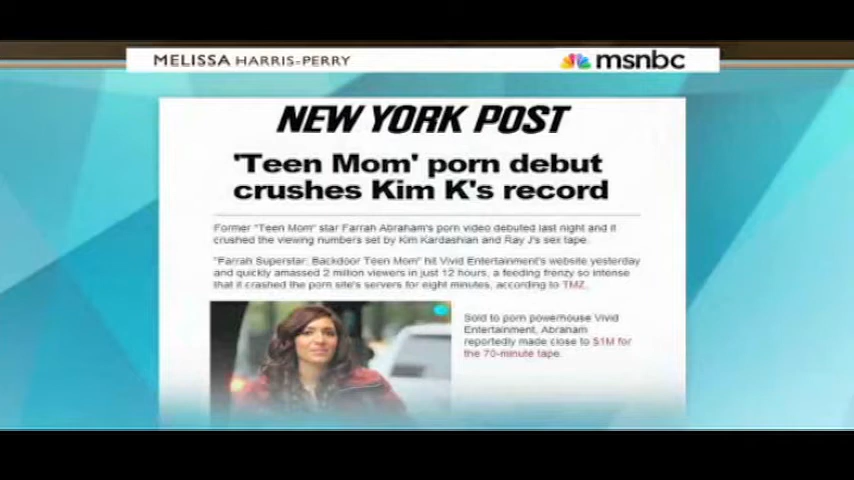 MELISSA HARRIS-PERRY
msnbc
NEW YORK POST
'Teen Mom' porn debut
crushes Kim K's record
Former "Teen Mom" star Farrah Abraham's porn video debuted last night and it
crushed the viewing numbers set by Kim Kardashian and Ray J's sex tape.
"Farrah Superstar: Backdoor Teen Mom" hit Vivid Entertainment's website yesterday
and quickly amassed 2 million viewers in just 12 hours, a feeding frenzy so intense
that it crashed the porn site's servers for eight minutes, according to TMZ.
Sold to porn powerhouse Vivid
Entertainment, Abraham
reportedly made close to $1M for
the 70-minute tape.